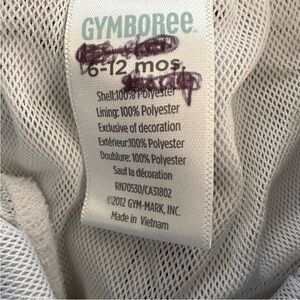 GYMBOREE
6-12 mos.
Shell:100% Polyester
Lining: 100% Polyester
Exclusive of decoration
Extérieur:100% Polyester
Doublure: 100% Polyester
Sauf la décoration
RN70530/CA31802
©2012 GYM-MARK, INC.
Made in Vietnam